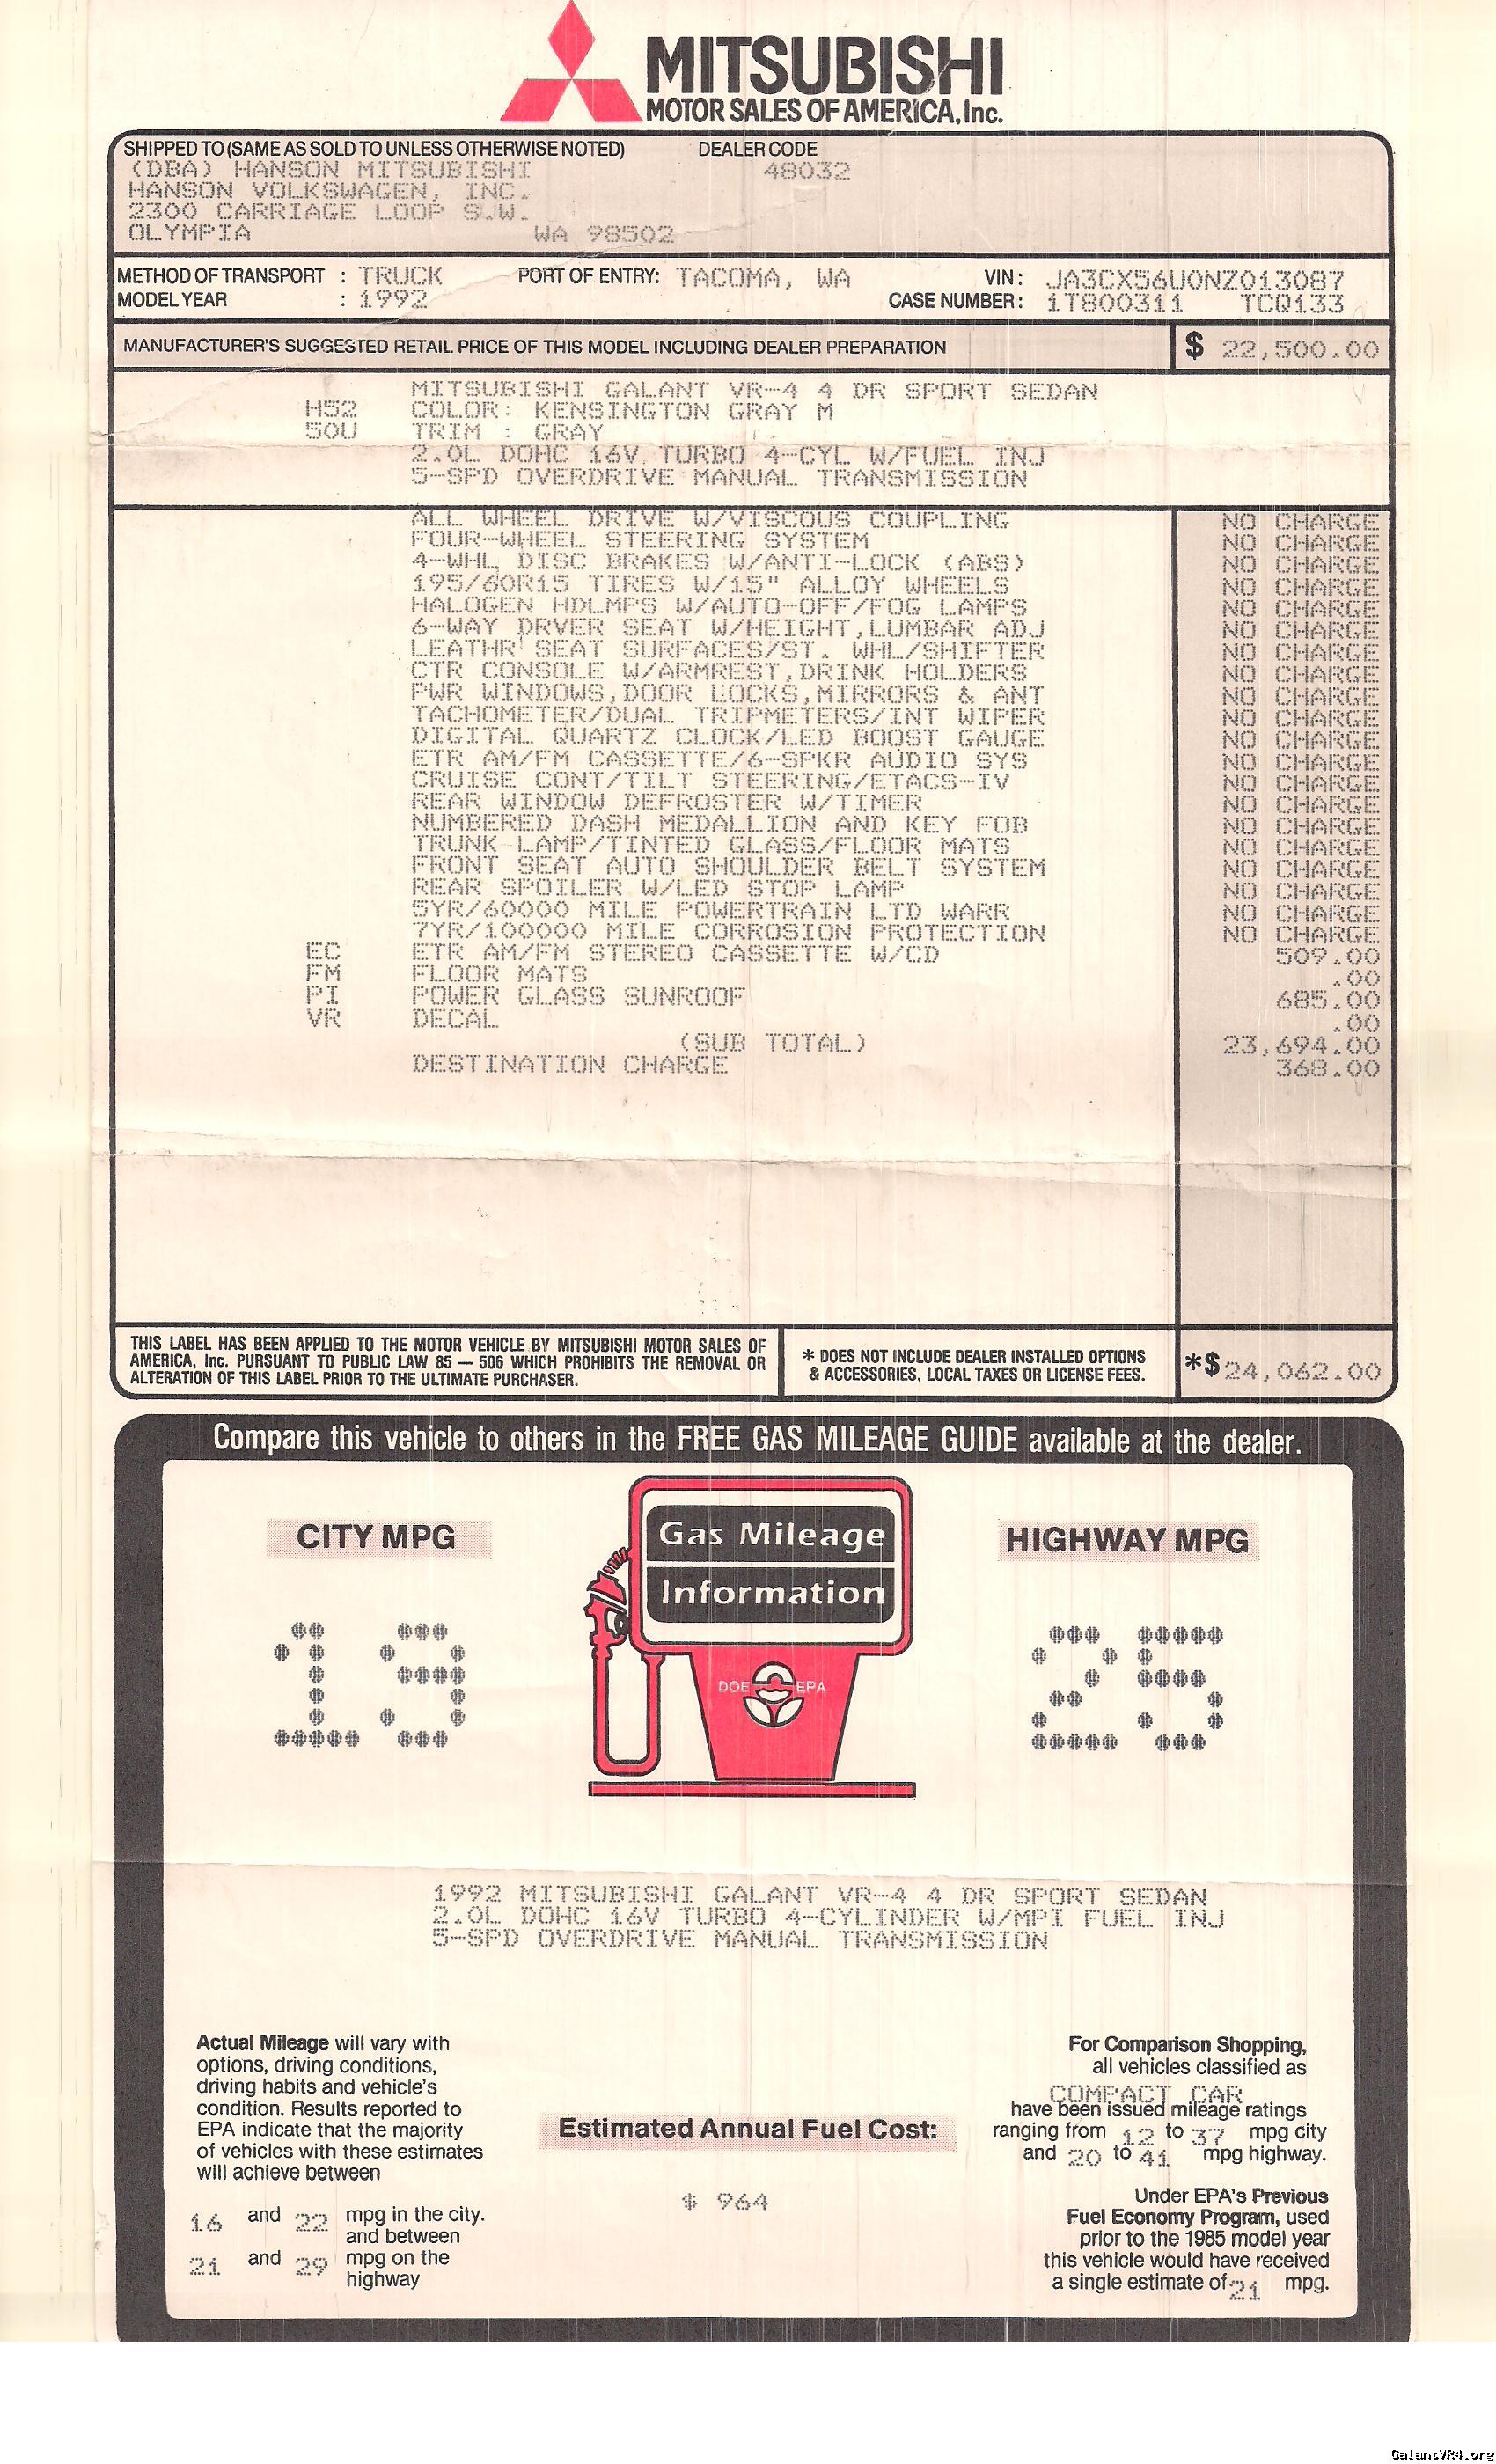 MITSUBISHI
MOTOR SALES OF AMERICA, Inc.
SHIPPED TO (SAME AS SOLD TO UNLESS OTHERWISE NOTED) DEALER CODE
(DBA) HANSON MITSUBISHI 48032
HANSON VOLKSWAGEN, INC.
2300 CARRIAGE LOOP S.W.
OLYMPIA WA 98502
METHOD OF TRANSPORT : TRUCK PORT OF ENTRY: TACOMA, WA VIN: JA3CX56U0NZ013087
MODEL YEAR : 1992 CASE NUMBER: 1T800311 TCQ133
MANUFACTURER'S SUGGESTED RETAIL PRICE OF THIS MODEL INCLUDING DEALER PREPARATION $ 22,500.00
MITSUBISHI GALANT VR-4 4 DR SPORT SEDAN
H52 COLOR: KENSINGTON GRAY M
50U TRIM : GRAY
2.0L DOHC 16V TURBO 4-CYL W/FUEL INJ
5-SPD OVERDRIVE MANUAL TRANSMISSION
ALL WHEEL DRIVE W/VISCOUS COUPLING NO CHARGE
FOUR-WHEEL STEERING SYSTEM NO CHARGE
4-WHL DISC BRAKES W/ANTI-LOCK (ABS) NO CHARGE
195/60R15 TIRES W/15" ALLOY WHEELS NO CHARGE
HALOGEN HDLMPS W/AUTO-OFF/FOG LAMPS NO CHARGE
6-WAY DRVER SEAT W/HEIGHT,LUMBAR ADJ NO CHARGE
LEATHR SEAT SURFACES/ST. WHL/SHIFTER NO CHARGE
CTR CONSOLE W/ARMREST,DRINK HOLDERS NO CHARGE
PWR WINDOWS,DOOR LOCKS,MIRRORS & ANT NO CHARGE
TACHOMETER/DUAL TRIPMETERS/INT WIPER NO CHARGE
DIGITAL QUARTZ CLOCK/LED BOOST GAUGE NO CHARGE
ETR AM/FM CASSETTE/6-SPKR AUDIO SYS NO CHARGE
CRUISE CONT/TILT STEERING/ETACS-IV NO CHARGE
REAR WINDOW DEFROSTER W/TIMER NO CHARGE
NUMBERED DASH MEDALLION AND KEY FOB NO CHARGE
TRUNK LAMP/TINTED GLASS/FLOOR MATS NO CHARGE
FRONT SEAT AUTO SHOULDER BELT SYSTEM NO CHARGE
REAR SPOILER W/LED STOP LAMP NO CHARGE
5YR/60000 MILE POWERTRAIN LTD WARR NO CHARGE
7YR/100000 MILE CORROSION PROTECTION NO CHARGE
EC ETR AM/FM STEREO CASSETTE W/CD 509.00
FM FLOOR MATS .00
PI POWER GLASS SUNROOF 685.00
VR DECAL .00
(SUB TOTAL) 23,694.00
DESTINATION CHARGE 368.00
THIS LABEL HAS BEEN APPLIED TO THE MOTOR VEHICLE BY MITSUBISHI MOTOR SALES OF
AMERICA, Inc. PURSUANT TO PUBLIC LAW 85 — 506 WHICH PROHIBITS THE REMOVAL OR
ALTERATION OF THIS LABEL PRIOR TO THE ULTIMATE PURCHASER.
* DOES NOT INCLUDE DEALER INSTALLED OPTIONS
& ACCESSORIES, LOCAL TAXES OR LICENSE FEES.
*$ 24,062.00
Compare this vehicle to others in the FREE GAS MILEAGE GUIDE available at the dealer.
CITY MPG
19
Gas Mileage
Information
DOE EPA
HIGHWAY MPG
25
1992 MITSUBISHI GALANT VR-4 4 DR SPORT SEDAN
2.0L DOHC 16V TURBO 4-CYLINDER W/MPI FUEL INJ
5-SPD OVERDRIVE MANUAL TRANSMISSION
Actual Mileage will vary with
options, driving conditions,
driving habits and vehicle's
condition. Results reported to
EPA indicate that the majority
of vehicles with these estimates
will achieve between
16 and 22 mpg in the city.
and between
21 and 29 mpg on the
highway
Estimated Annual Fuel Cost:
$ 964
For Comparison Shopping,
all vehicles classified as
COMPACT CAR
have been issued mileage ratings
ranging from 12 to 37 mpg city
and 20 to 41 mpg highway.
Under EPA's Previous
Fuel Economy Program, used
prior to the 1985 model year
this vehicle would have received
a single estimate of 21 mpg.
GalantVR4.org